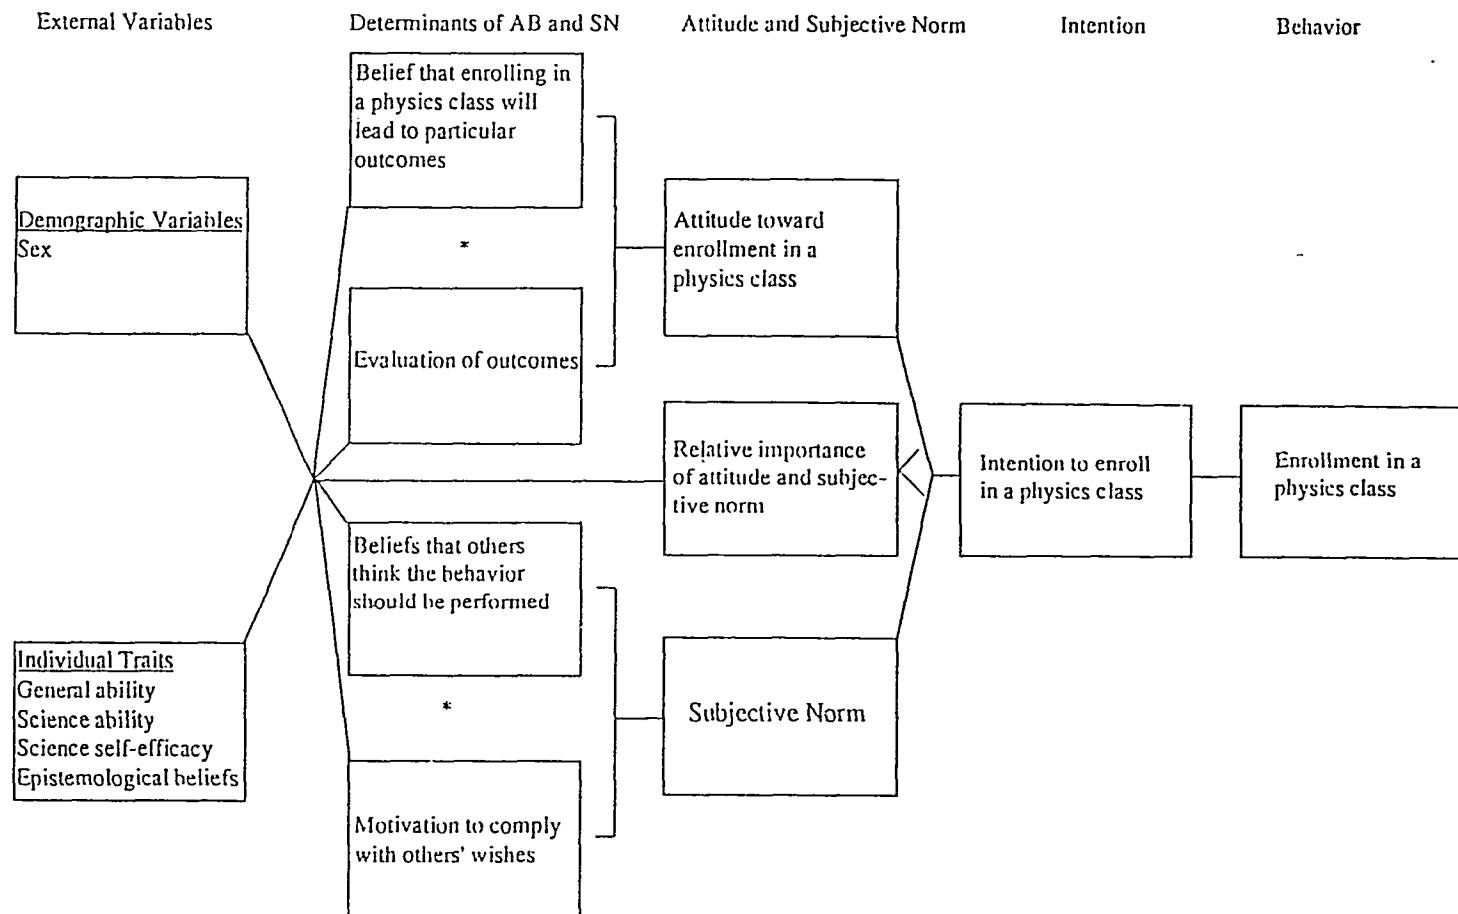 External Variables
Determinants of AB and SN
Attitude and Subjective Norm
Intention
Behavior
Demographic Variables
Sex
Individual Traits
General ability
Science ability
Science self-efficacy
Epistemological beliefs
Belief that enrolling in
a physics class will
lead to particular
outcomes
*
Evaluation of outcomes
Beliefs that others
think the behavior
should be performed
*
Motivation to comply
with others' wishes
Attitude toward
enrollment in a
physics class
Relative importance
of attitude and subjec-
tive norm
Subjective Norm
Intention to enroll
in a physics class
Enrollment in a
physics class